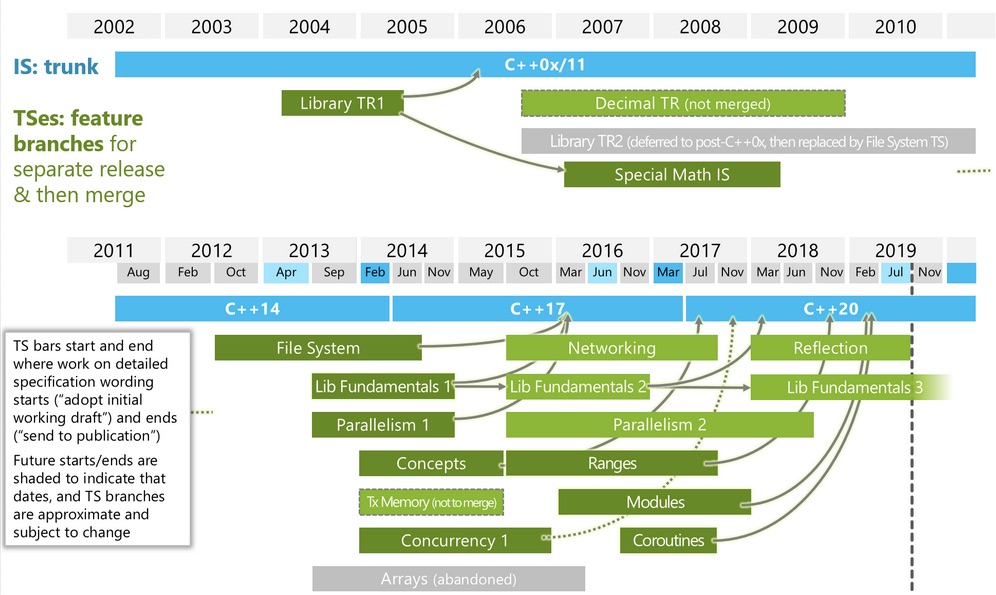 2002 2003 2004 2005 2006 2007 2008 2009 2010
IS: trunk
C++0x/11
TSes: feature
branches for
separate release
& then merge
Library TR1
Decimal TR (not merged)
Library TR2 (deferred to post-C++0x, then replaced by File System TS)
Special Math IS
2011 2012 2013 2014 2015 2016 2017 2018 2019
Aug Feb Oct Apr Sep Feb Jun Nov May Oct Mar Jun Nov Mar Jul Nov Mar Jun Nov Feb Jul Nov
C++14 C++17 C++20
TS bars start and end
where work on detailed
specification wording
starts ("adopt initial
working draft") and ends
("send to publication")
Future starts/ends are
shaded to indicate that
dates, and TS branches
are approximate and
subject to change
File System Networking Reflection
Lib Fundamentals 1 Lib Fundamentals 2 Lib Fundamentals 3
Parallelism 1 Parallelism 2
Concepts Ranges
Tx Memory (not to merge) Modules
Concurrency 1 Coroutines
Arrays (abandoned)